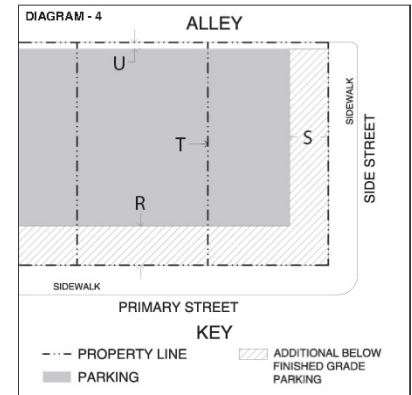 DIAGRAM - 4
ALLEY
U
T
S
R
SIDEWALK
SIDE STREET
SIDEWALK
PRIMARY STREET
KEY
PROPERTY LINE
PARKING
ADDITIONAL BELOW
FINISHED GRADE
PARKING